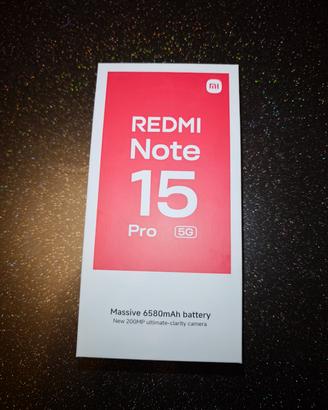 mi
REDMI
Note
15
Pro 5G
Massive 6580mAh battery
New 200MP ultimate-clarity camera